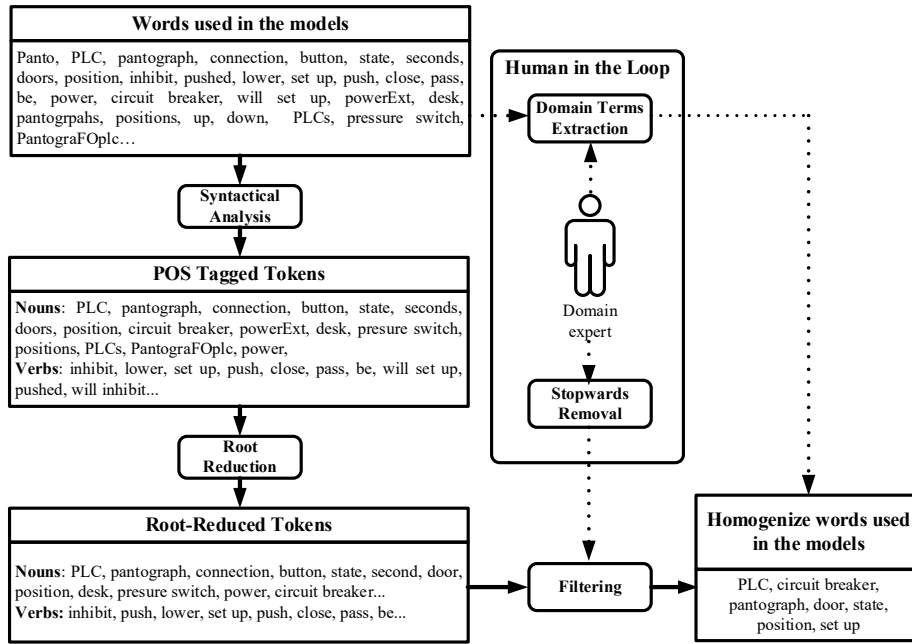 Words used in the models
Panto, PLC, pantograph, connection, button, state, seconds,
doors, position, inhibit, pushed, lower, set up, push, close, pass,
be, power, circuit breaker, will set up, powerExt, desk,
pantogrpahs, positions, up, down, PLCs, pressure switch,
PantograFOplc…
Syntactical
Analysis
POS Tagged Tokens
Nouns: PLC, pantograph, connection, button, state, seconds,
doors, position, circuit breaker, powerExt, desk, presure switch,
positions, PLCs, PantograFOplc, power,
Verbs: inhibit, lower, set up, push, close, pass, be, will set up,
pushed, will inhibit...
Root
Reduction
Root-Reduced Tokens
Nouns: PLC, pantograph, connection, button, state, second, door,
position, desk, presure switch, power, circuit breaker...
Verbs: inhibit, push, lower, set up, push, close, pass, be...
Human in the Loop
Domain Terms
Extraction
Domain
expert
Stopwards
Removal
Filtering
Homogenize words used
in the models
PLC, circuit breaker,
pantograph, door, state,
position, set up